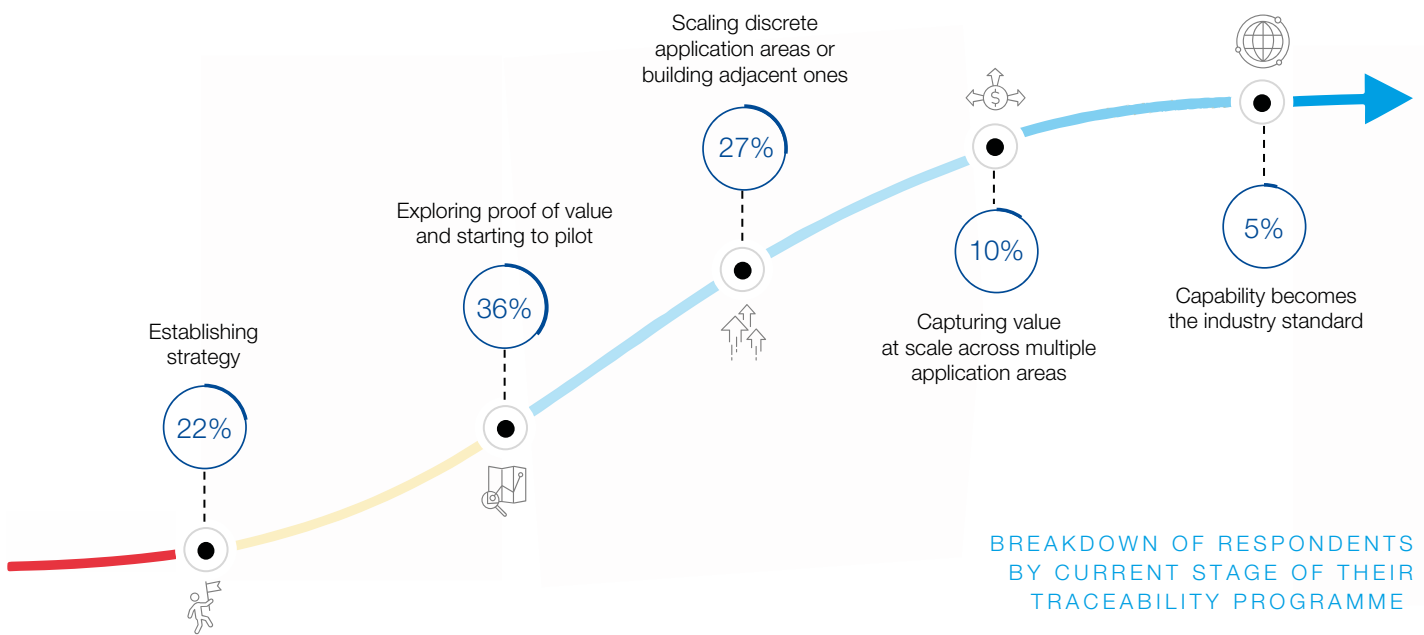 Establishing
strategy
22%
Exploring proof of value
and starting to pilot
36%
Scaling discrete
application areas or
building adjacent ones
27%
$
10%
Capturing value
at scale across multiple
application areas
5%
Capability becomes
the industry standard
BREAKDOWN OF RESPONDENTS
BY CURRENT STAGE OF THEIR
TRACEABILITY PROGRAMME